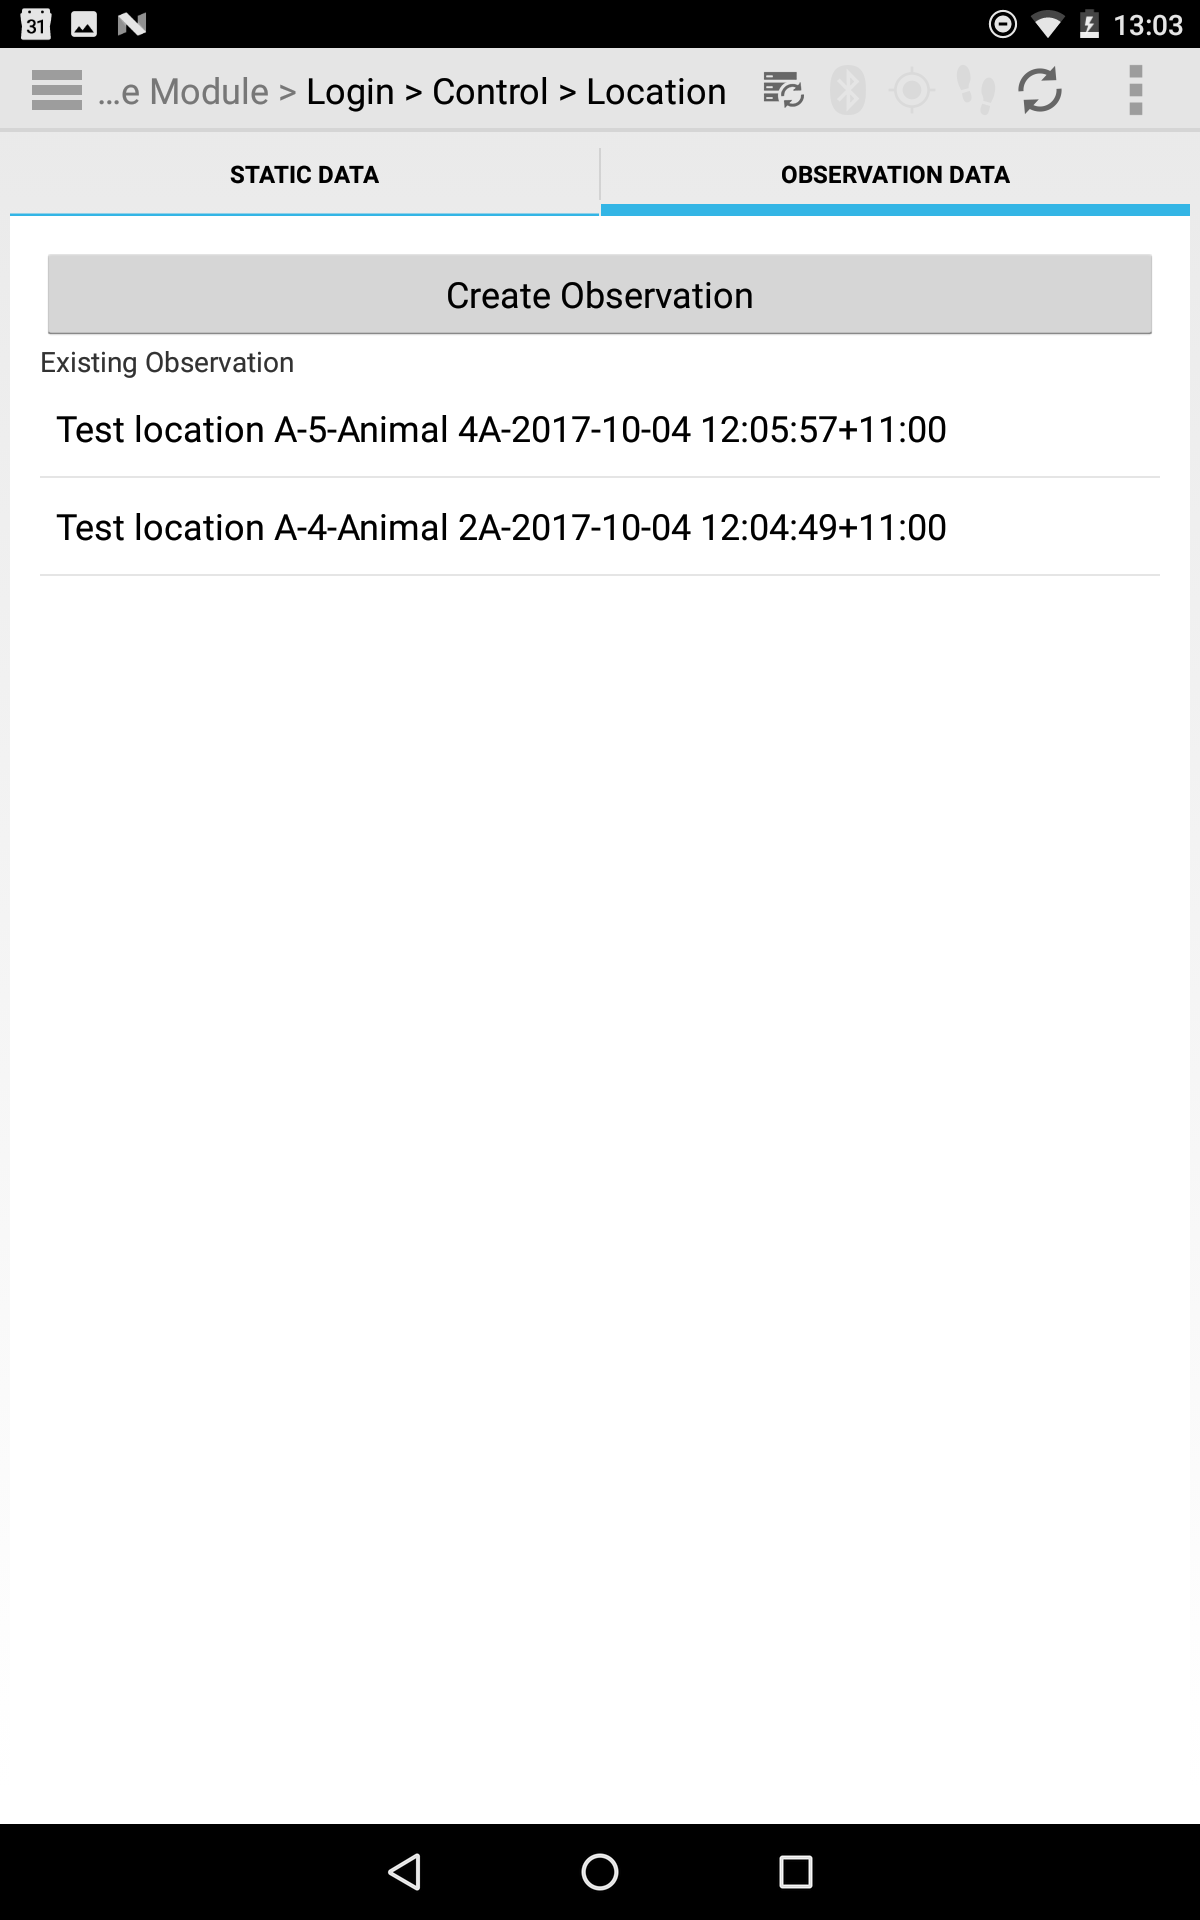 31
13:03
...e Module > Login > Control > Location
STATIC DATA
OBSERVATION DATA
Create Observation
Existing Observation
Test location A-5-Animal 4A-2017-10-04 12:05:57+11:00
Test location A-4-Animal 2A-2017-10-04 12:04:49+11:00